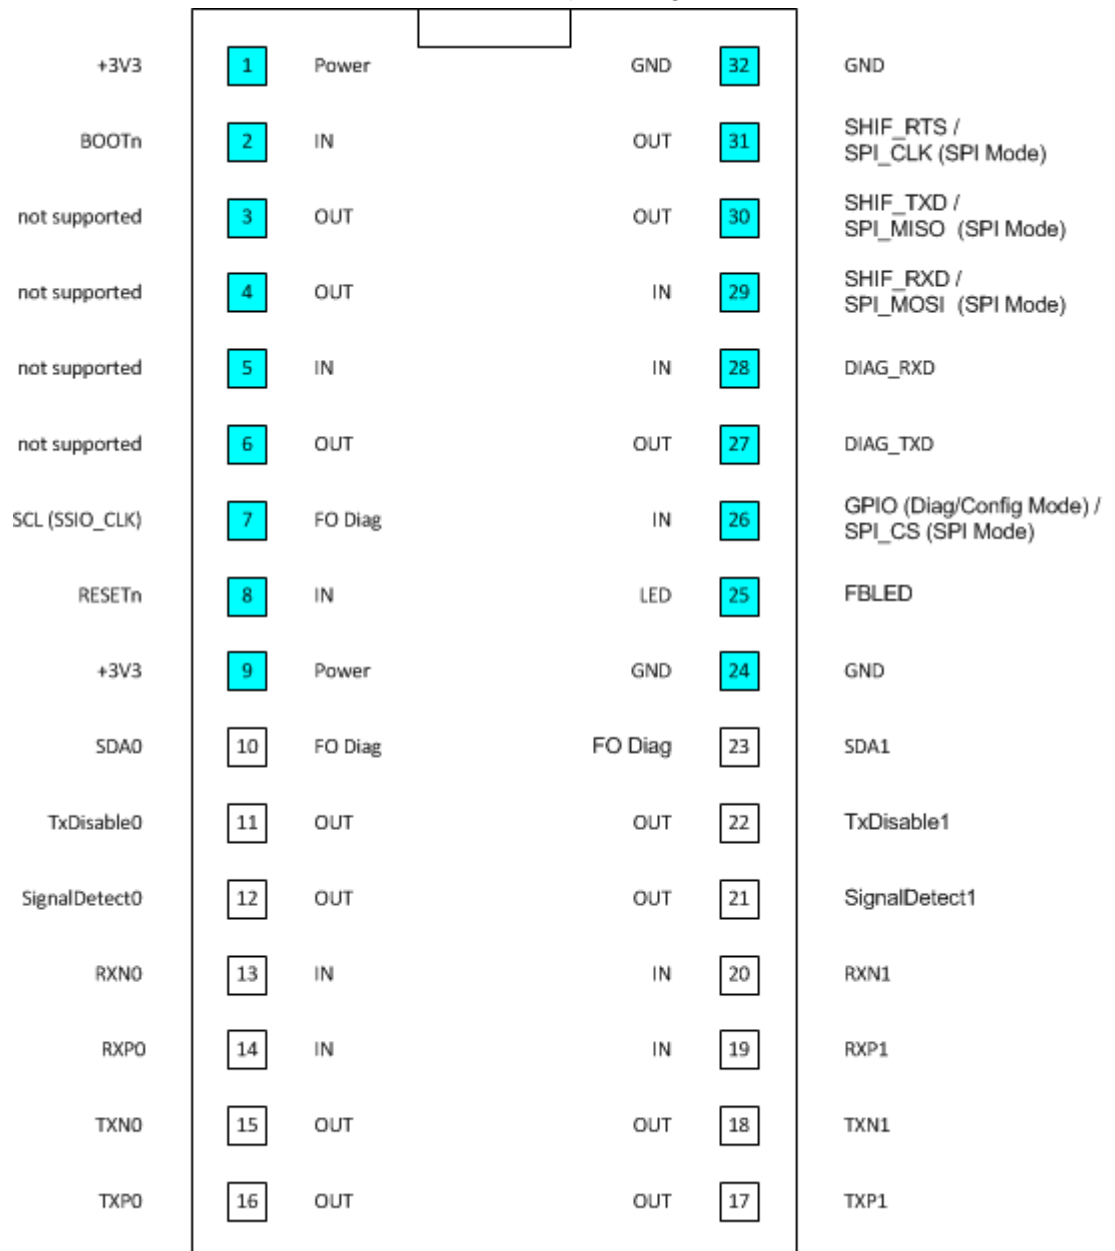 +3V3 1 Power GND 32 GND
BOOTn 2 IN OUT 31 SHIF_RTS /
SPI_CLK (SPI Mode)
not supported 3 OUT OUT 30 SHIF_TXD /
SPI_MISO (SPI Mode)
not supported 4 OUT IN 29 SHIF_RXD /
SPI_MOSI (SPI Mode)
not supported 5 IN IN 28 DIAG_RXD
not supported 6 OUT OUT 27 DIAG_TXD
SCL (SSIO_CLK) 7 FO Diag IN 26 GPIO (Diag/Config Mode) /
SPI_CS (SPI Mode)
RESETn 8 IN LED 25 FBLED
+3V3 9 Power GND 24 GND
SDA0 10 FO Diag FO Diag 23 SDA1
TxDisable0 11 OUT OUT 22 TxDisable1
SignalDetect0 12 OUT OUT 21 SignalDetect1
RXN0 13 IN IN 20 RXN1
RXP0 14 IN IN 19 RXP1
TXN0 15 OUT OUT 18 TXN1
TXP0 16 OUT OUT 17 TXP1